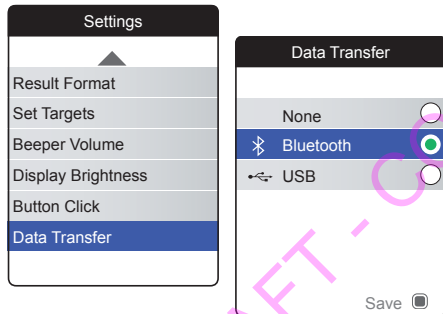 Settings
Result Format
Set Targets
Beeper Volume
Display Brightness
Button Click
Data Transfer
Data Transfer
None
Bluetooth
USB
Save